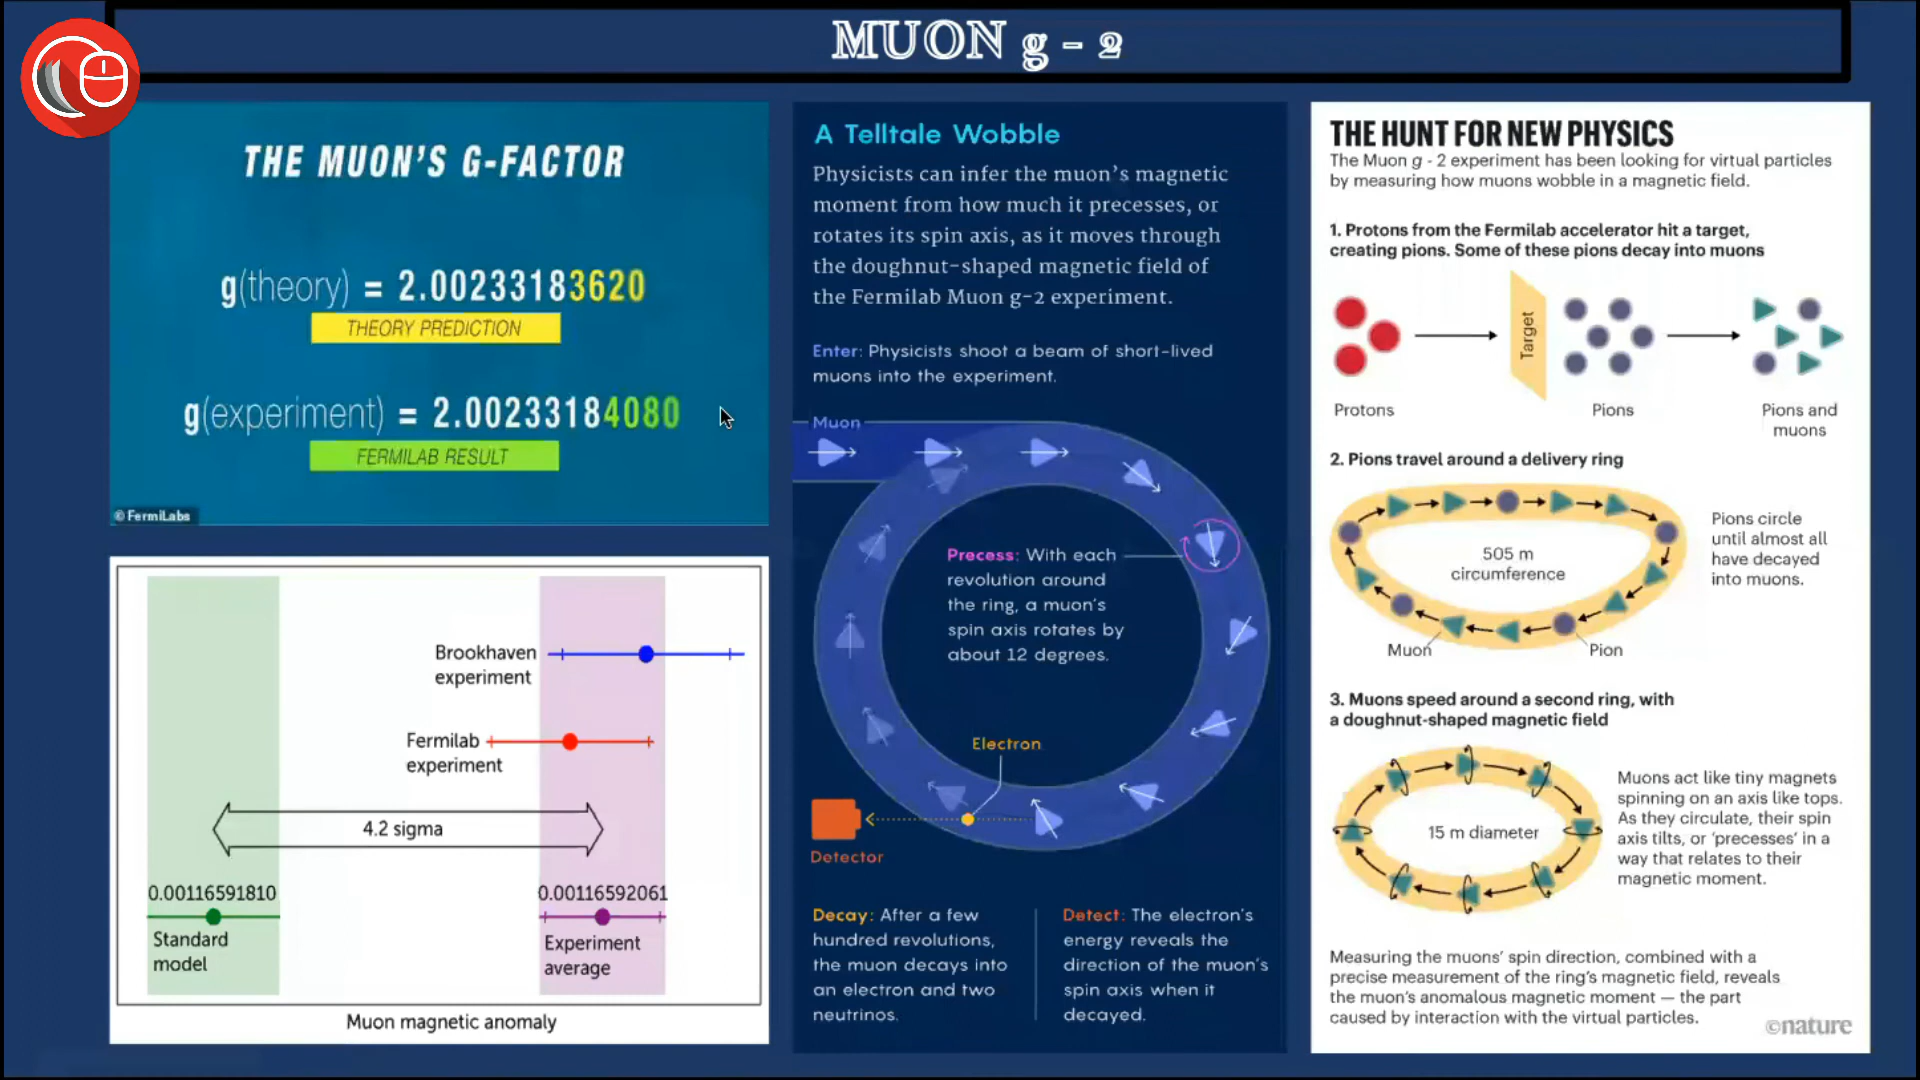 MUON g - 2
THE MUON'S G-FACTOR
g(theory) = 2.00233183620
THEORY PREDICTION
g(experiment) = 2.00233184080
FERMILAB RESULT
© FermiLabs
Brookhaven
experiment
Fermilab
experiment
4.2 sigma
0.00116591810
Standard
model
0.00116592061
Experiment
average
Muon magnetic anomaly
A Telltale Wobble
Physicists can infer the muon's magnetic
moment from how much it precesses, or
rotates its spin axis, as it moves through
the doughnut-shaped magnetic field of
the Fermilab Muon g-2 experiment.
Enter: Physicists shoot a beam of short-lived
muons into the experiment.
Muon
Precess: With each
revolution around
the ring, a muon's
spin axis rotates by
about 12 degrees.
Electron
Detector
Decay: After a few
hundred revolutions,
the muon decays into
an electron and two
neutrinos.
Detect: The electron's
energy reveals the
direction of the muon's
spin axis when it
decayed.
THE HUNT FOR NEW PHYSICS
The Muon g - 2 experiment has been looking for virtual particles
by measuring how muons wobble in a magnetic field.
1. Protons from the Fermilab accelerator hit a target,
creating pions. Some of these pions decay into muons
Target
Protons
Pions
Pions and
muons
2. Pions travel around a delivery ring
505 m
circumference
Pions circle
until almost all
have decayed
into muons.
Muon
Pion
3. Muons speed around a second ring, with
a doughnut-shaped magnetic field
15 m diameter
Muons act like tiny magnets
spinning on an axis like tops.
As they circulate, their spin
axis tilts, or 'precesses' in a
way that relates to their
magnetic moment.
Measuring the muons' spin direction, combined with a
precise measurement of the ring's magnetic field, reveals
the muon's anomalous magnetic moment — the part
caused by interaction with the virtual particles.
©nature